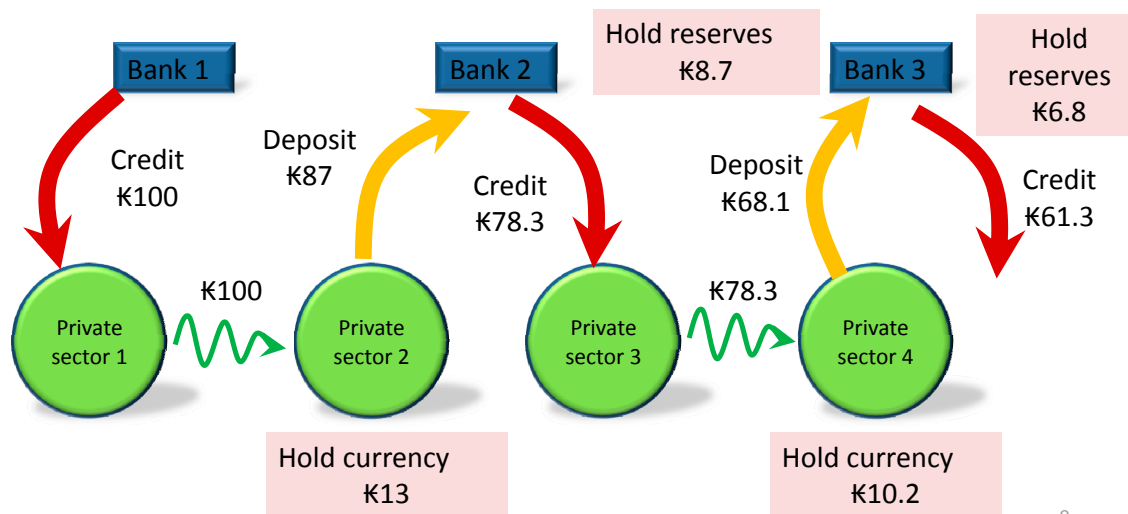 Bank 1
Bank 2
Hold reserves
₭8.7
Bank 3
Hold
reserves
₭6.8
Credit
₭100
Deposit
₭87
Credit
₭78.3
Deposit
₭68.1
Credit
₭61.3
₭100
₭78.3
Private
sector 1
Private
sector 2
Private
sector 3
Private
sector 4
Hold currency
₭13
Hold currency
₭10.2